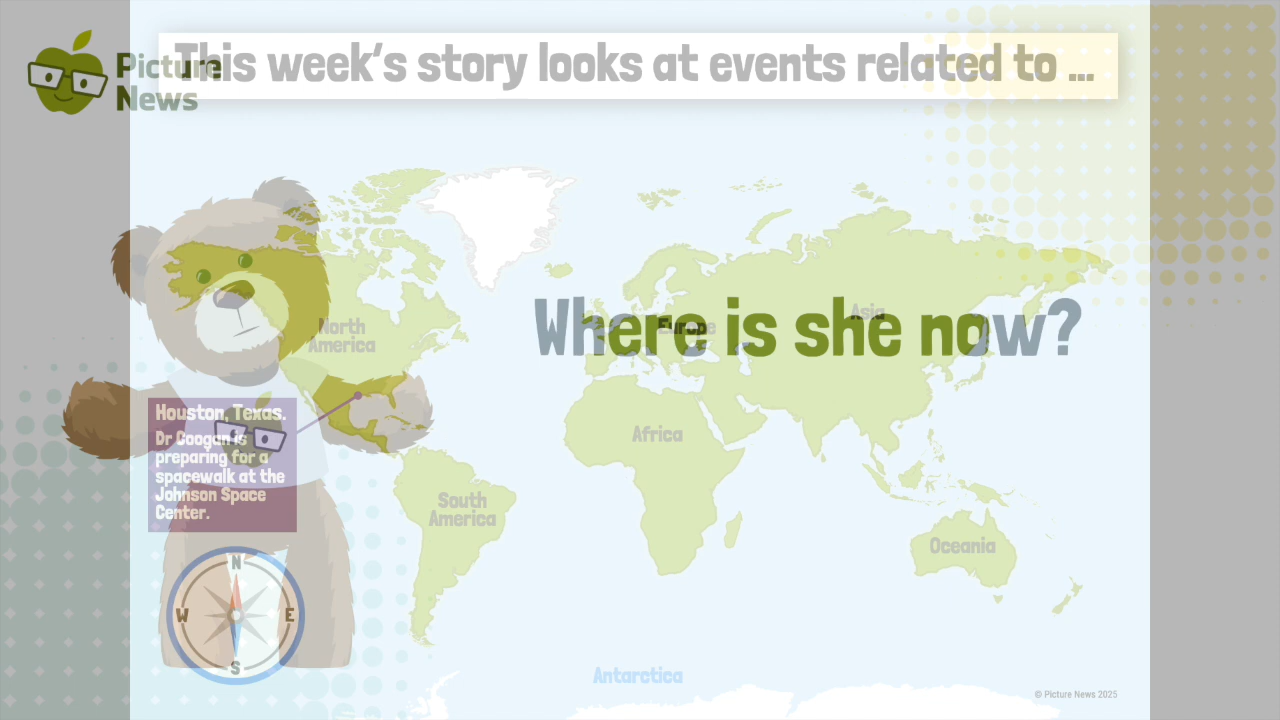 This week's story looks at events related to ...
Picture
News
Where is she now?
North
America
Europe
Asia
Africa
South
America
Oceania
Antarctica
Houston, Texas.
Dr Coogan is
preparing for a
spacewalk at the
Johnson Space
Center.
N
W
E
S
© Picture News 2025